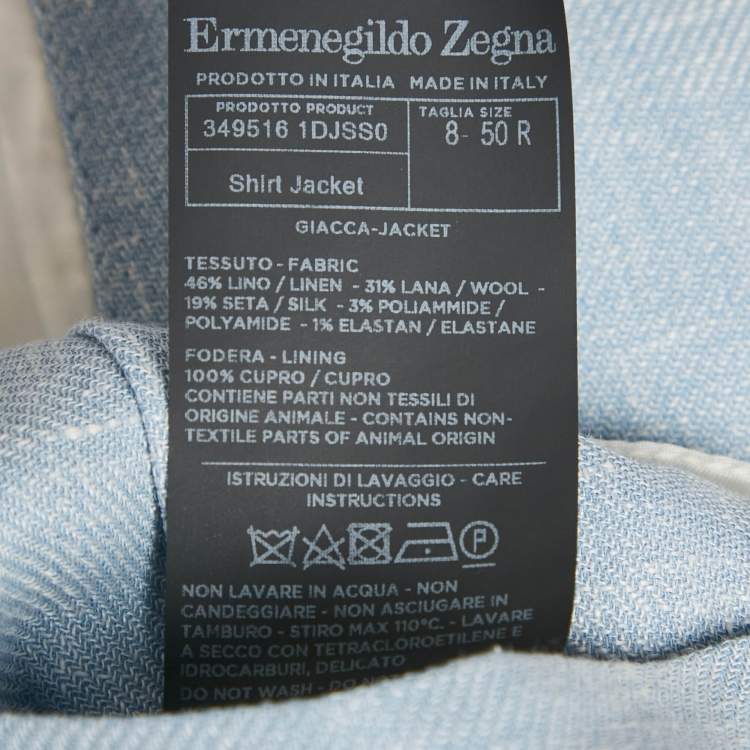 Ermenegildo Zegna
PRODOTTO IN ITALIA MADE IN ITALY
PRODOTTO PRODUCT
349516 1DJSS0
TAGLIA SIZE
8- 50 R
Shirt Jacket
GIACCA-JACKET
TESSUTO - FABRIC
46% LINO / LINEN - 31% LANA / WOOL -
19% SETA / SILK - 3% POLIAMMIDE /
POLYAMIDE - 1% ELASTAN / ELASTANE
FODERA - LINING
100% CUPRO / CUPRO
CONTIENE PARTI NON TESSILI DI
ORIGINE ANIMALE - CONTAINS NON-
TEXTILE PARTS OF ANIMAL ORIGIN
ISTRUZIONI DI LAVAGGIO - CARE
INSTRUCTIONS
P
NON LAVARE IN ACQUA - NON
CANDEGGIARE - NON ASCIUGARE IN
TAMBURO - STIRO MAX 110°C. - LAVARE
A SECCO CON TETRACLOROETILENE E
IDROCARBURI, DELICATO
DO NOT WASH - DO